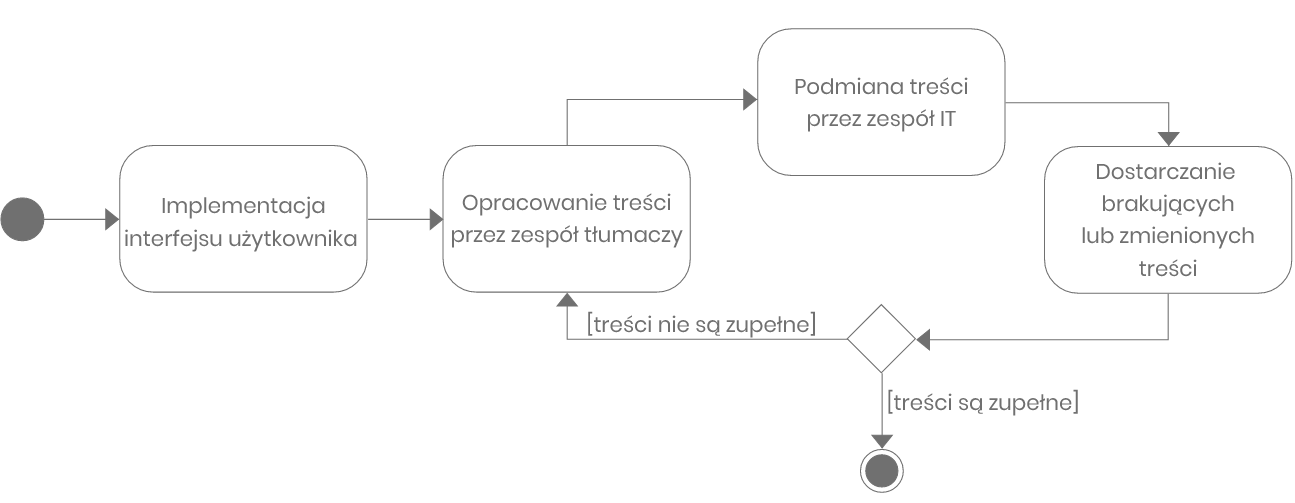 Implementacja
interfejsu użytkownika
Opracowanie treści
przez zespół tłumaczy
Podmiana treści
przez zespół IT
Dostarczanie
brakujących
lub zmienionych
treści
[treści nie są zupełne]
[treści są zupełne]